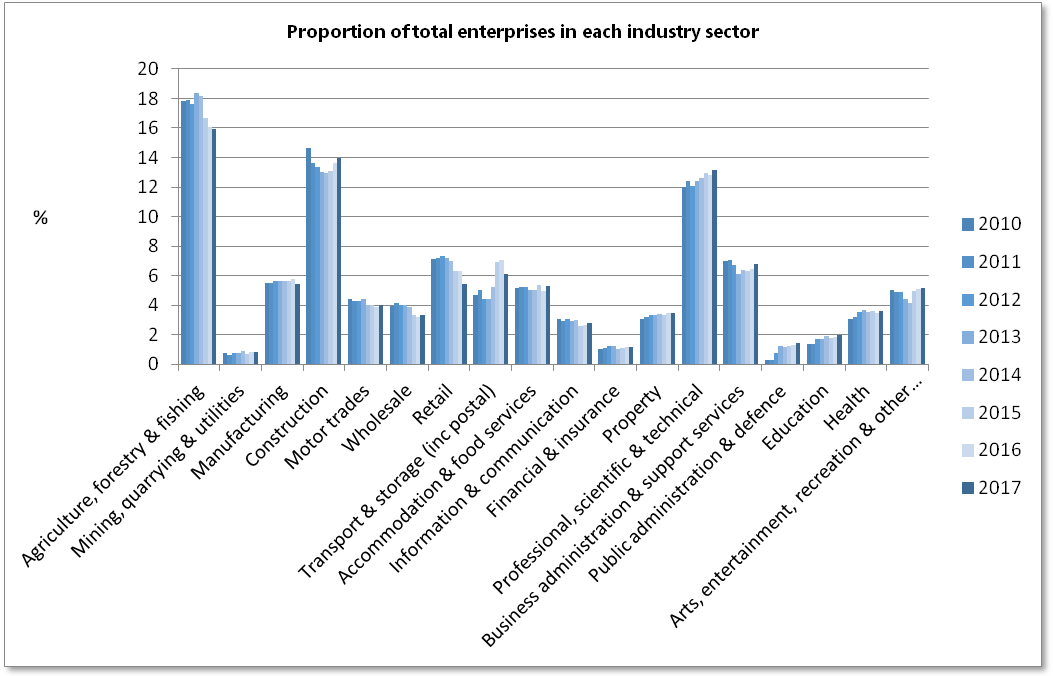 Proportion of total enterprises in each industry sector
20
18
16
14
12
10
8
6
4
2
0
%
Agriculture, forestry & fishing
Mining, quarrying & utilities
Manufacturing
Construction
Motor trades
Wholesale
Retail
Transport & storage (inc postal)
Accommodation & food services
Information & communication
Financial & insurance
Property
Professional, scientific & technical
Business administration & support services
Public administration & defence
Education
Health
Arts, entertainment, recreation & other...
2010
2011
2012
2013
2014
2015
2016
2017